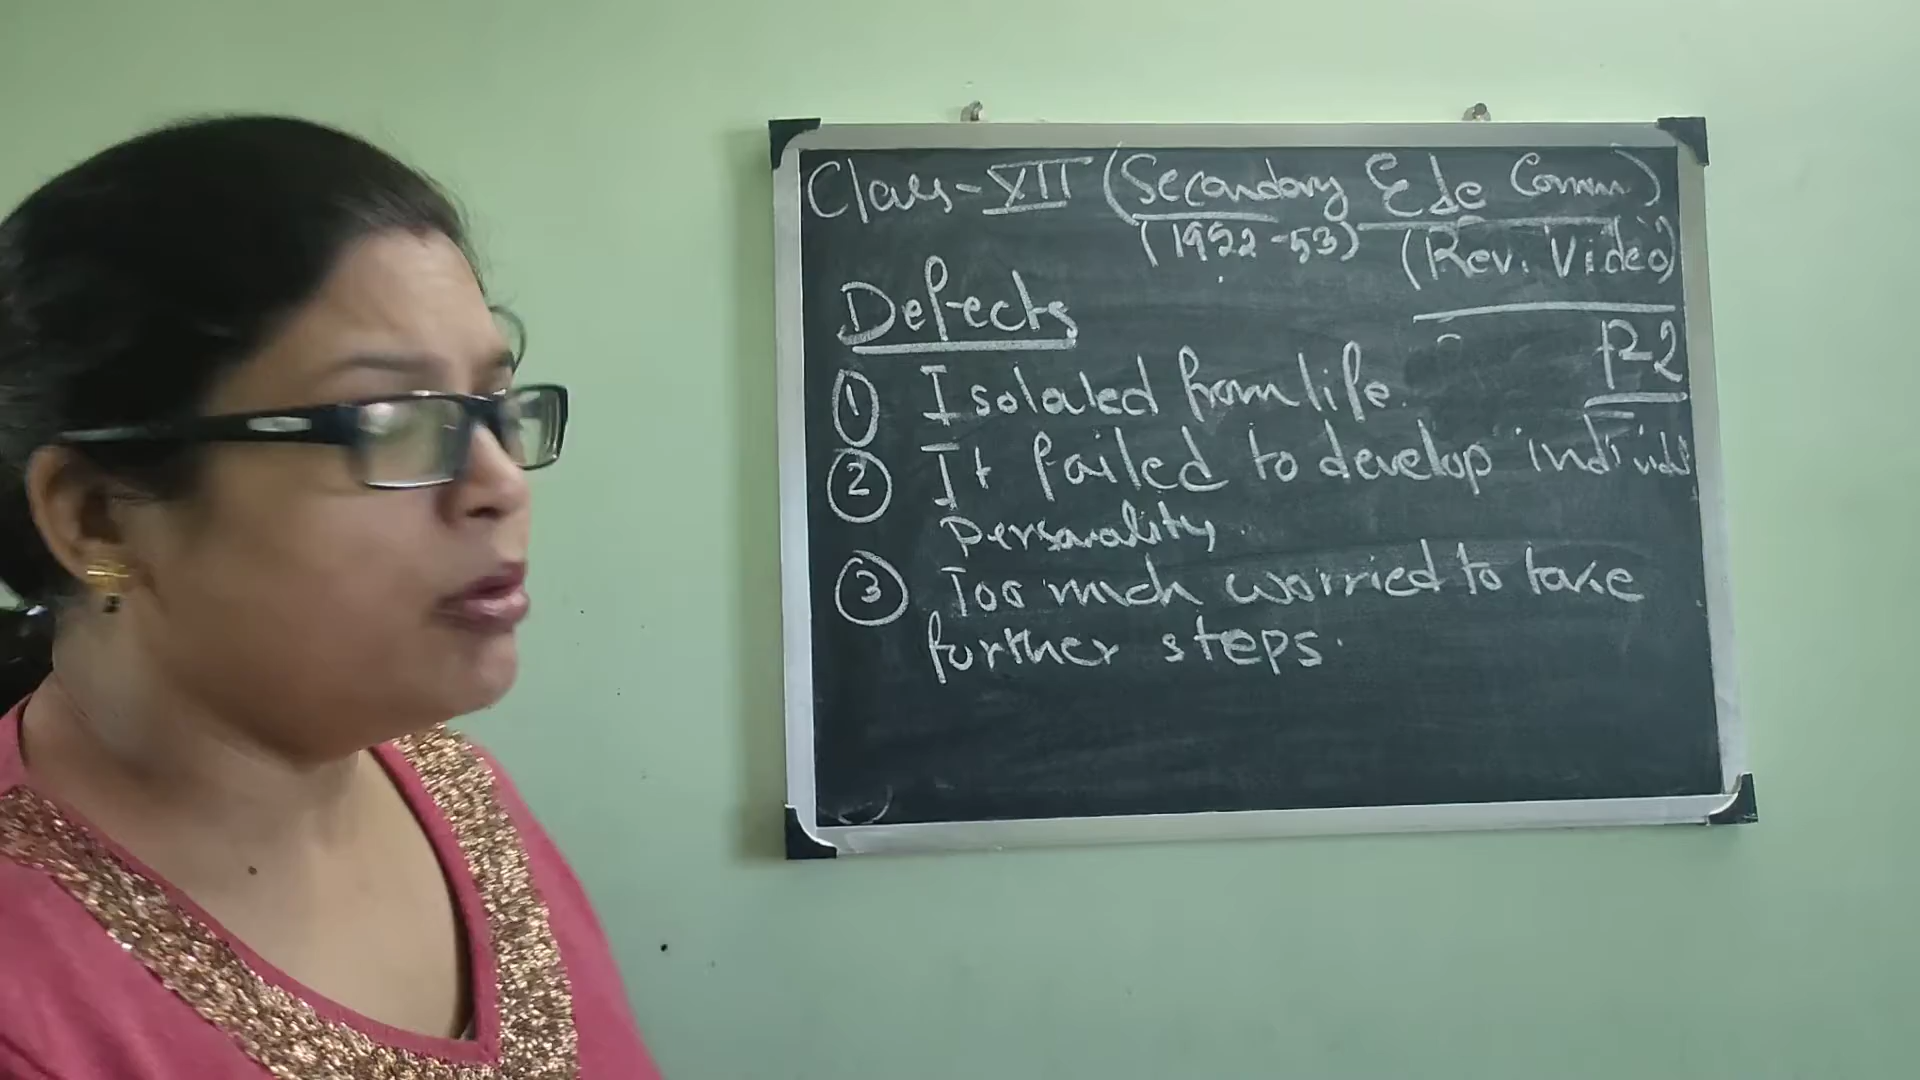 Class-XII (Secondary Edc Comm)
(1952-53) (Rev. Video)
P2
Defects
① Isolated from life.
② It failed to develop individual
Personality.
③ Too much worried to take
further steps.